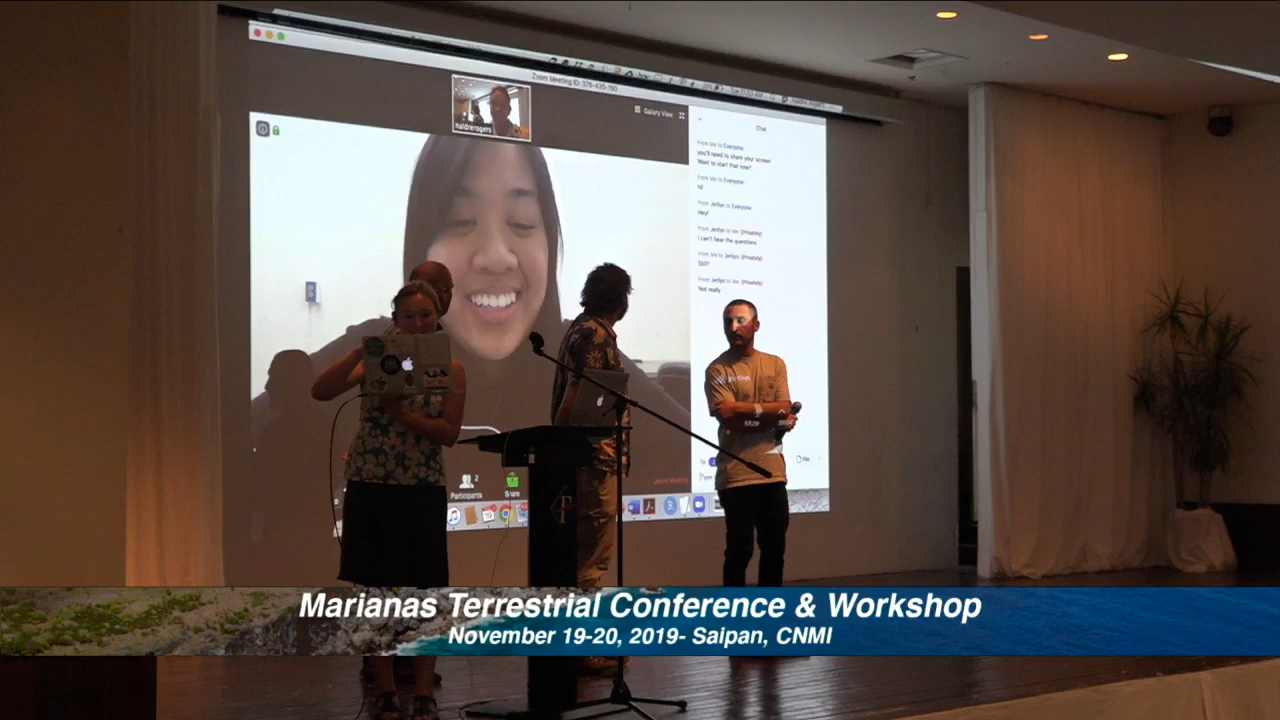 Zoom Meeting ID: 376-435-190
haldrerogers
Gallery View
Chat
From Me to Everyone:
you'll need to share your screen
Want to start that now?
From Me to Everyone:
hi!
From Jerilyn to Everyone:
Hey!
From Jerilyn to Me: (Privately)
I can't hear the questions
From Me to Jerilyn: (Privately)
Still?
From Jerilyn to Me: (Privately)
Not really
Participants
2
Share
Leave Meeting
Marianas Terrestrial Conference & Workshop
November 19-20, 2019- Saipan, CNMI